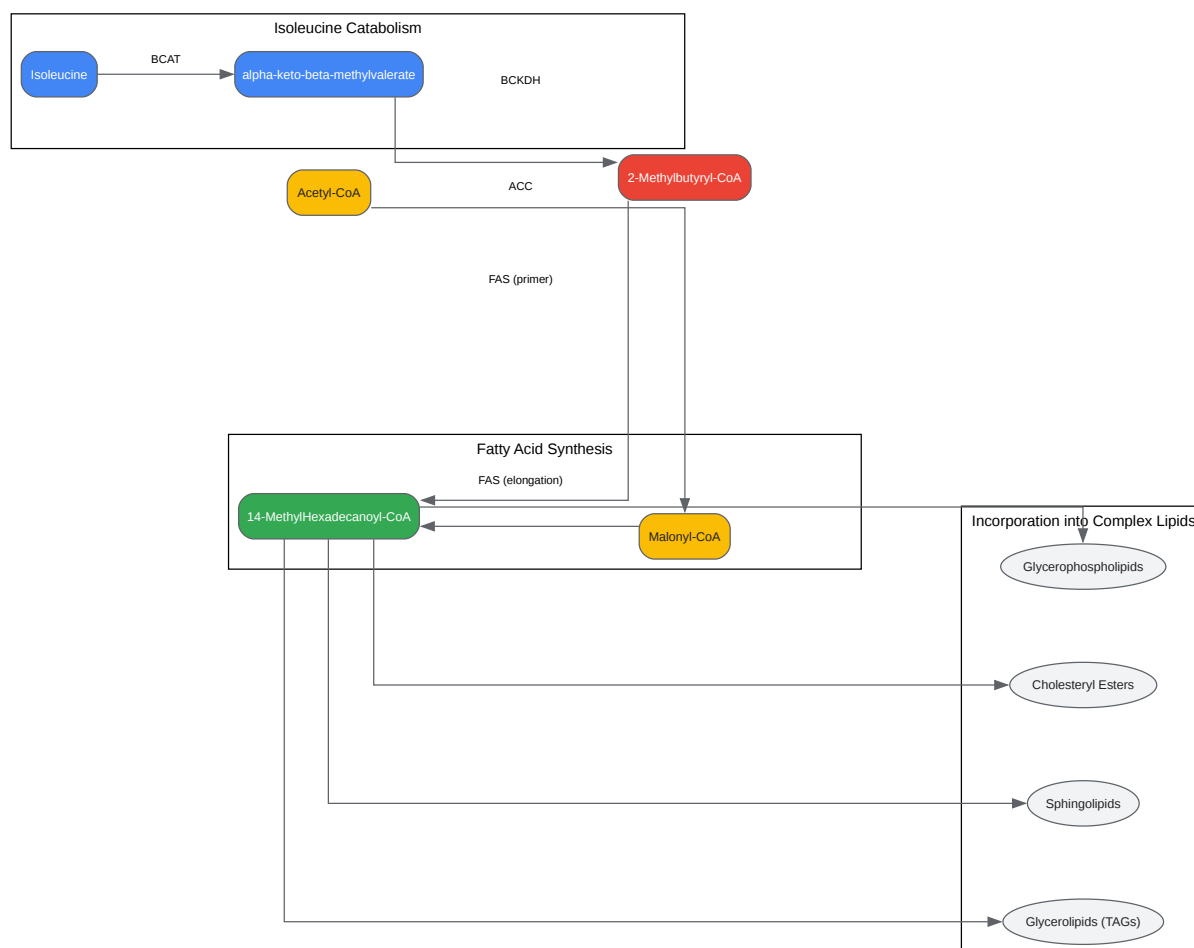 Isoleucine Catabolism
BCAT
Isoleucine
alpha-keto-beta-methylvalerate
BCKDH
2-Methylbutyryl-CoA
Acetyl-CoA
ACC
FAS (primer)
Fatty Acid Synthesis
FAS (elongation)
14-MethylHexadecanoyl-CoA
Malonyl-CoA
Incorporation into Complex Lipids
Glycerophospholipids
Cholesteryl Esters
Sphingolipids
Glycerolipids (TAGs)